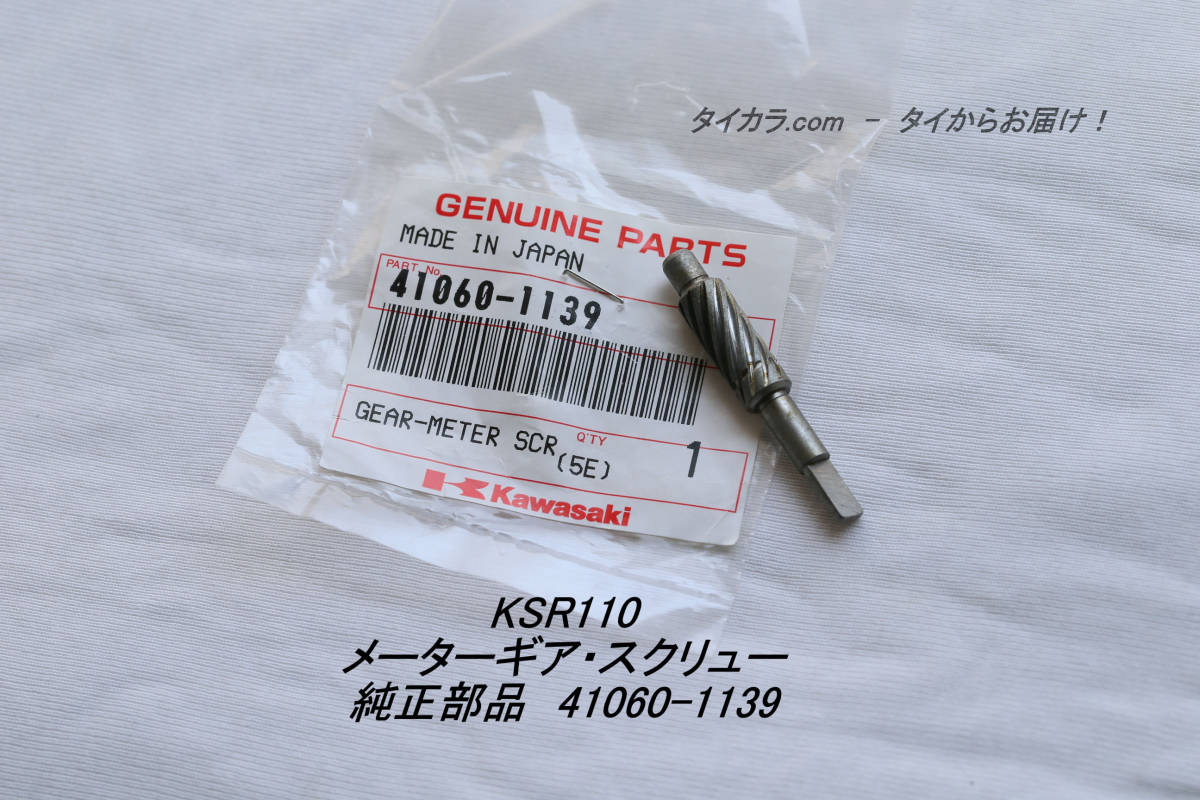 タイカラ.com － タイからお届け！
GENUINE PARTS
MADE IN JAPAN
PART No.
41060-1139
GEAR-METER SCR
(5E)
Q'TY
1
Kawasaki
KSR110
メーターギア・スクリュー
純正部品 41060-1139